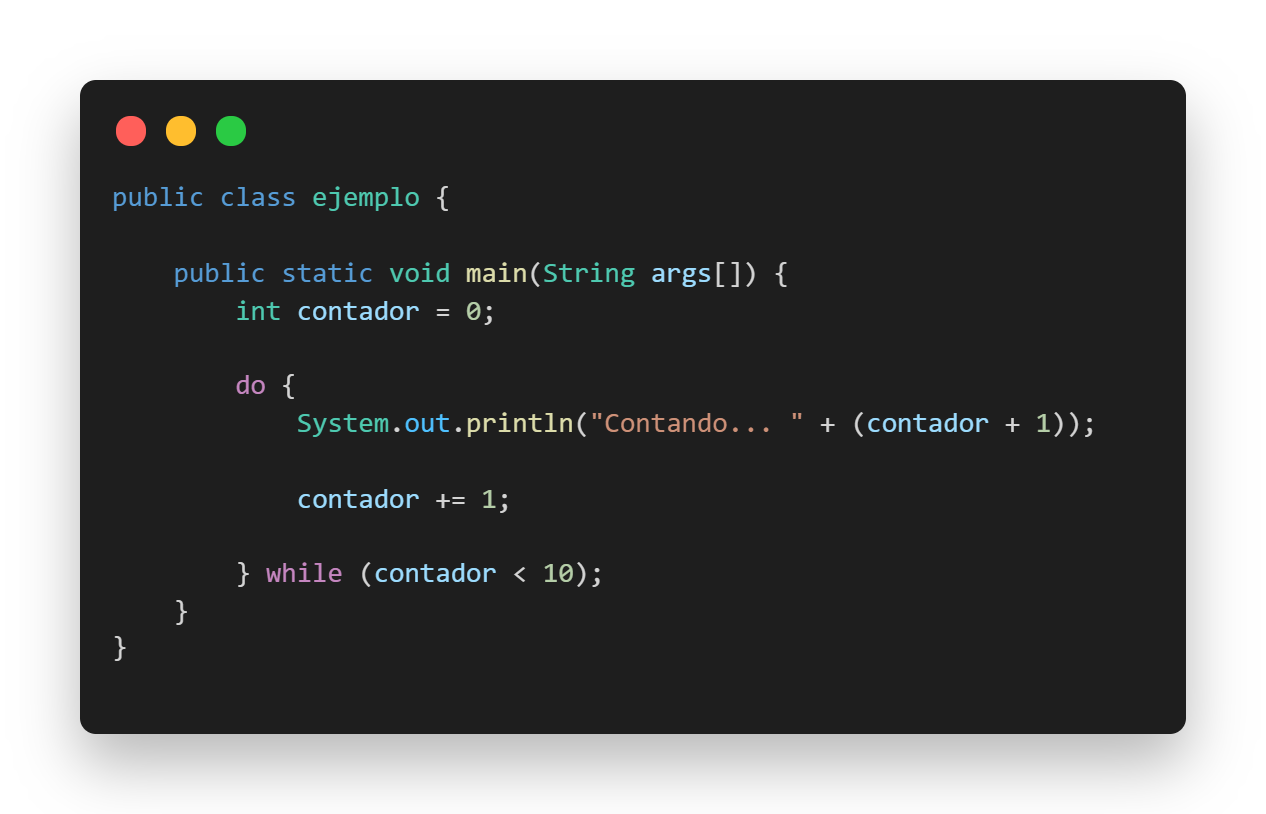 public class ejemplo {
    public static void main(String args[]) {
        int contador = 0;
        do {
            System.out.println("Contando... " + (contador + 1));
            contador += 1;
        } while (contador < 10);
    }
}